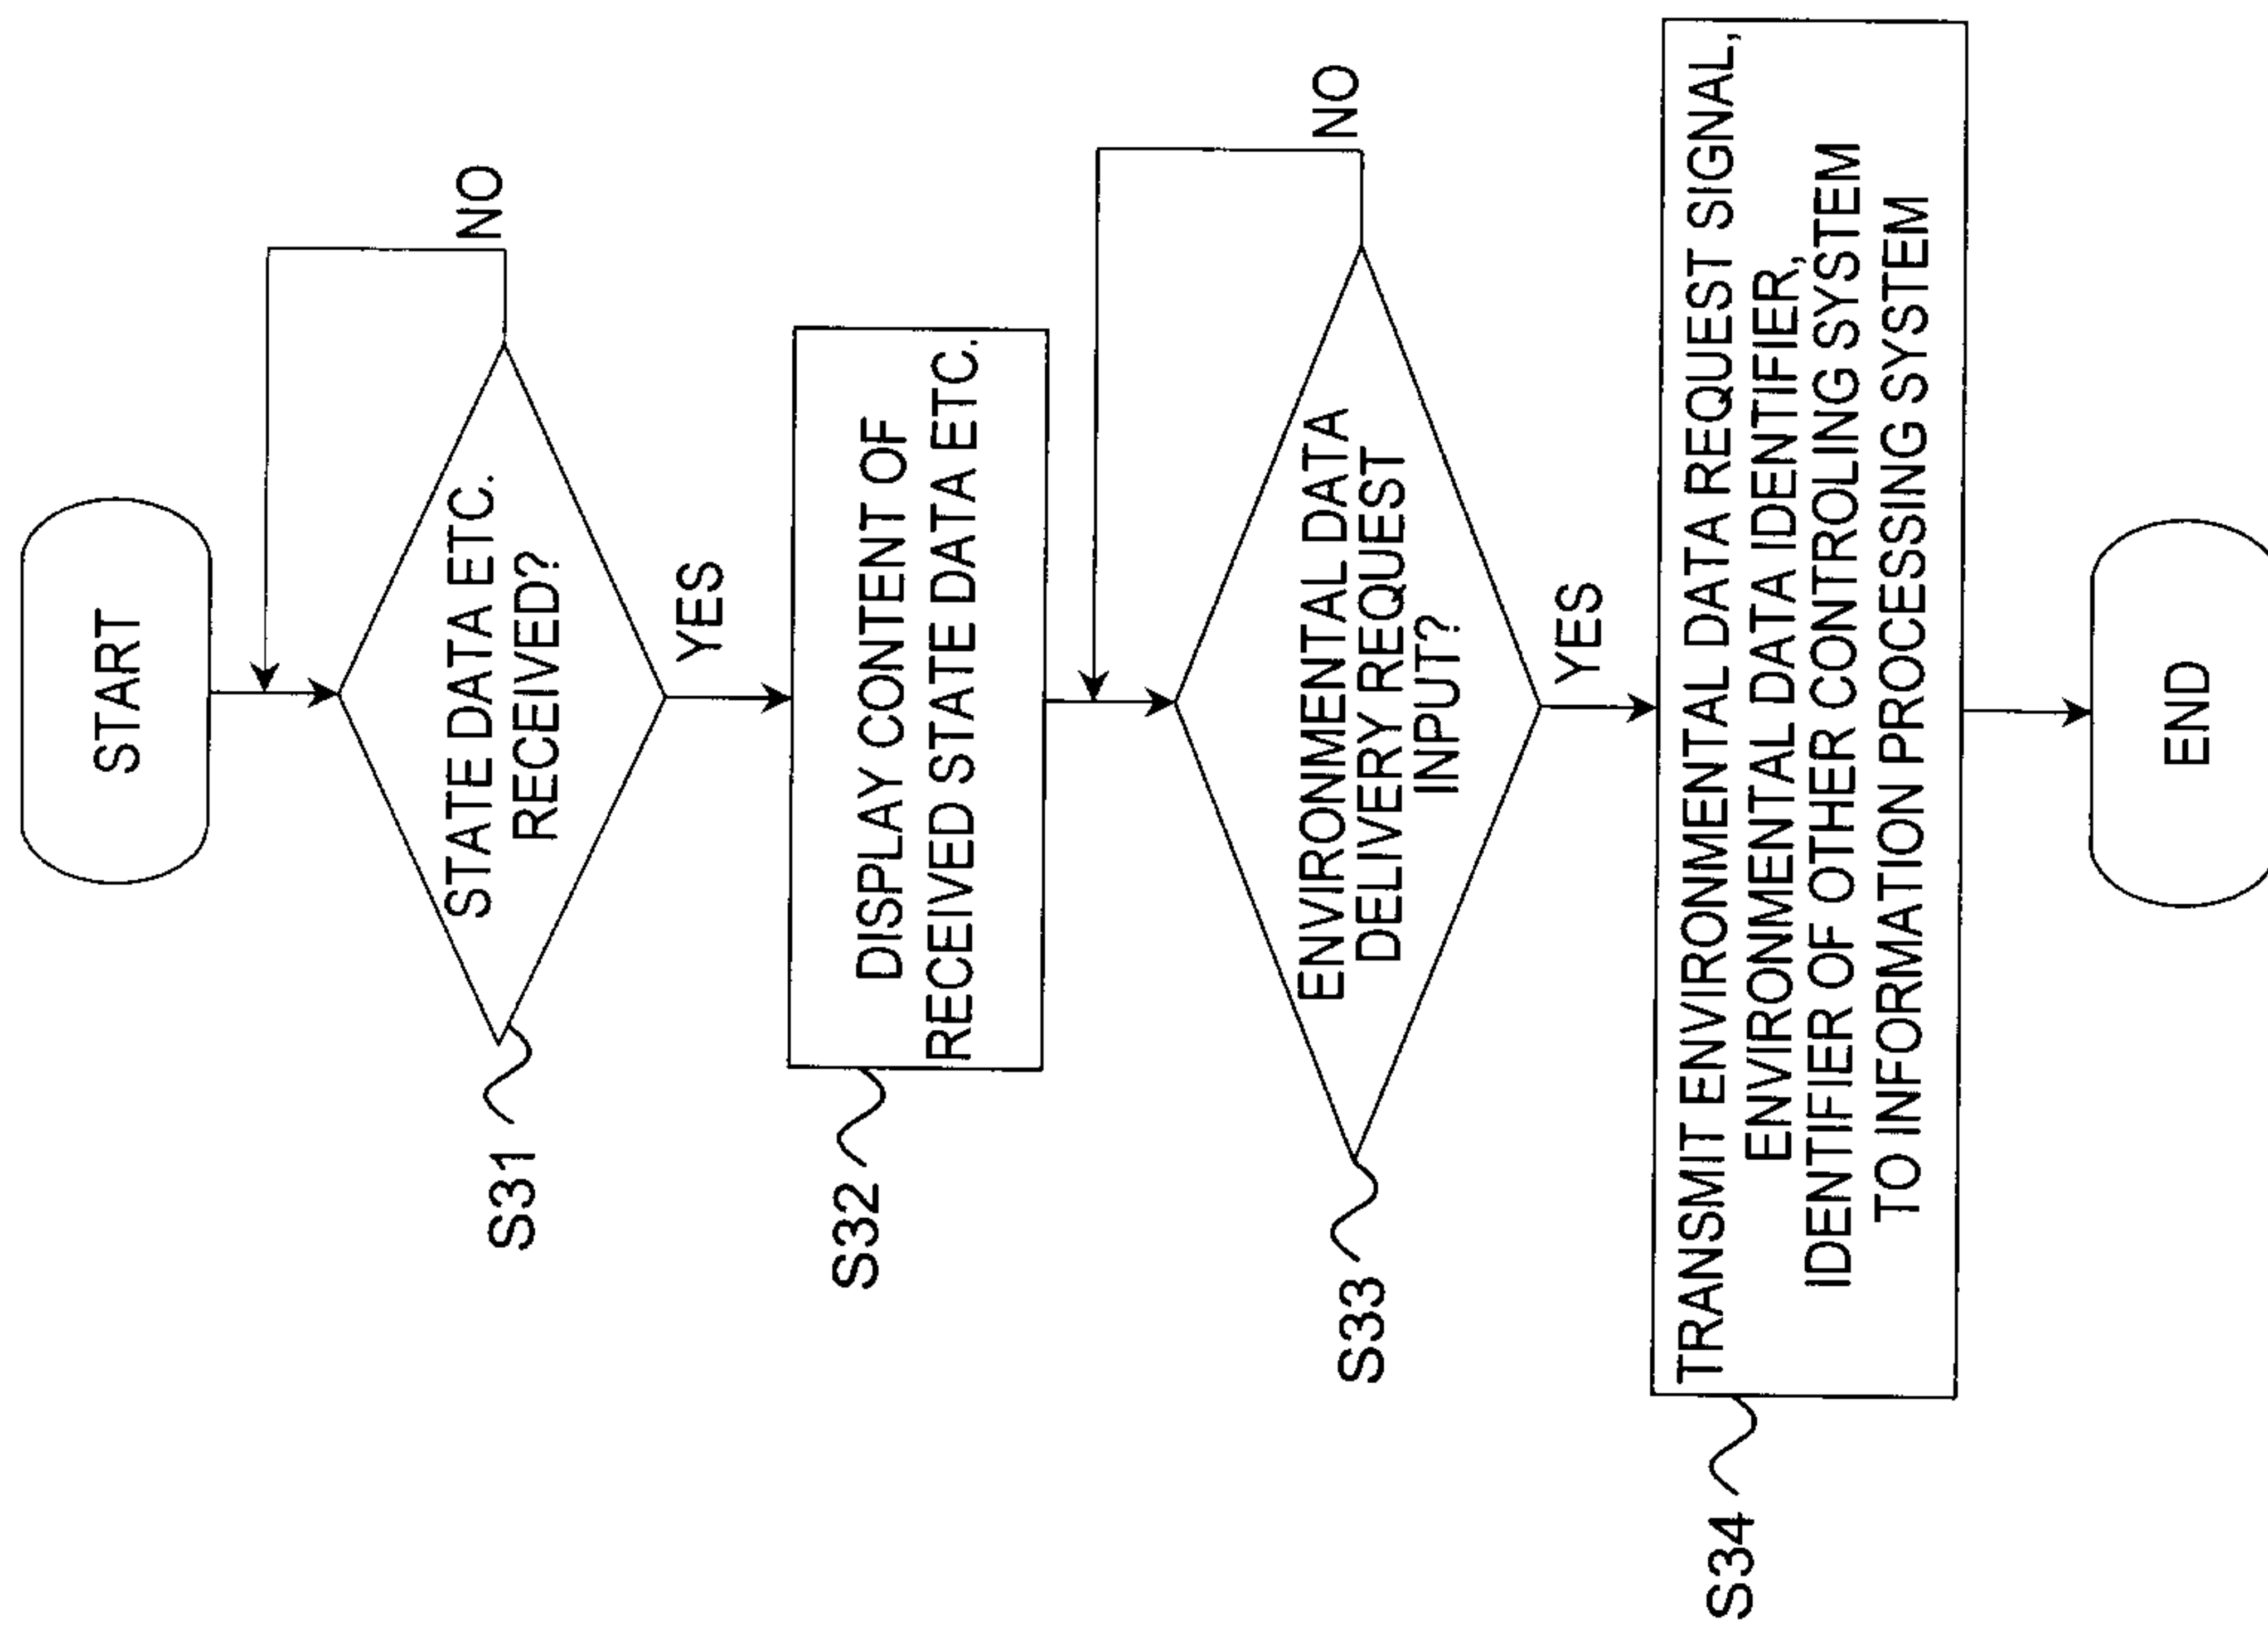 START
STATE DATA ETC.
RECEIVED?
NO
S31
YES
DISPLAY CONTENT OF
RECEIVED STATE DATA ETC.
S32
ENVIRONMENTAL DATA
DELIVERY REQUEST
INPUT?
NO
S33
YES
TRANSMIT ENVIRONMENTAL DATA REQUEST SIGNAL,
ENVIRONMENTAL DATA IDENTIFIER,
IDENTIFIER OF OTHER CONTROLING SYSTEM
TO INFORMATION PROCESSING SYSTEM
S34
END